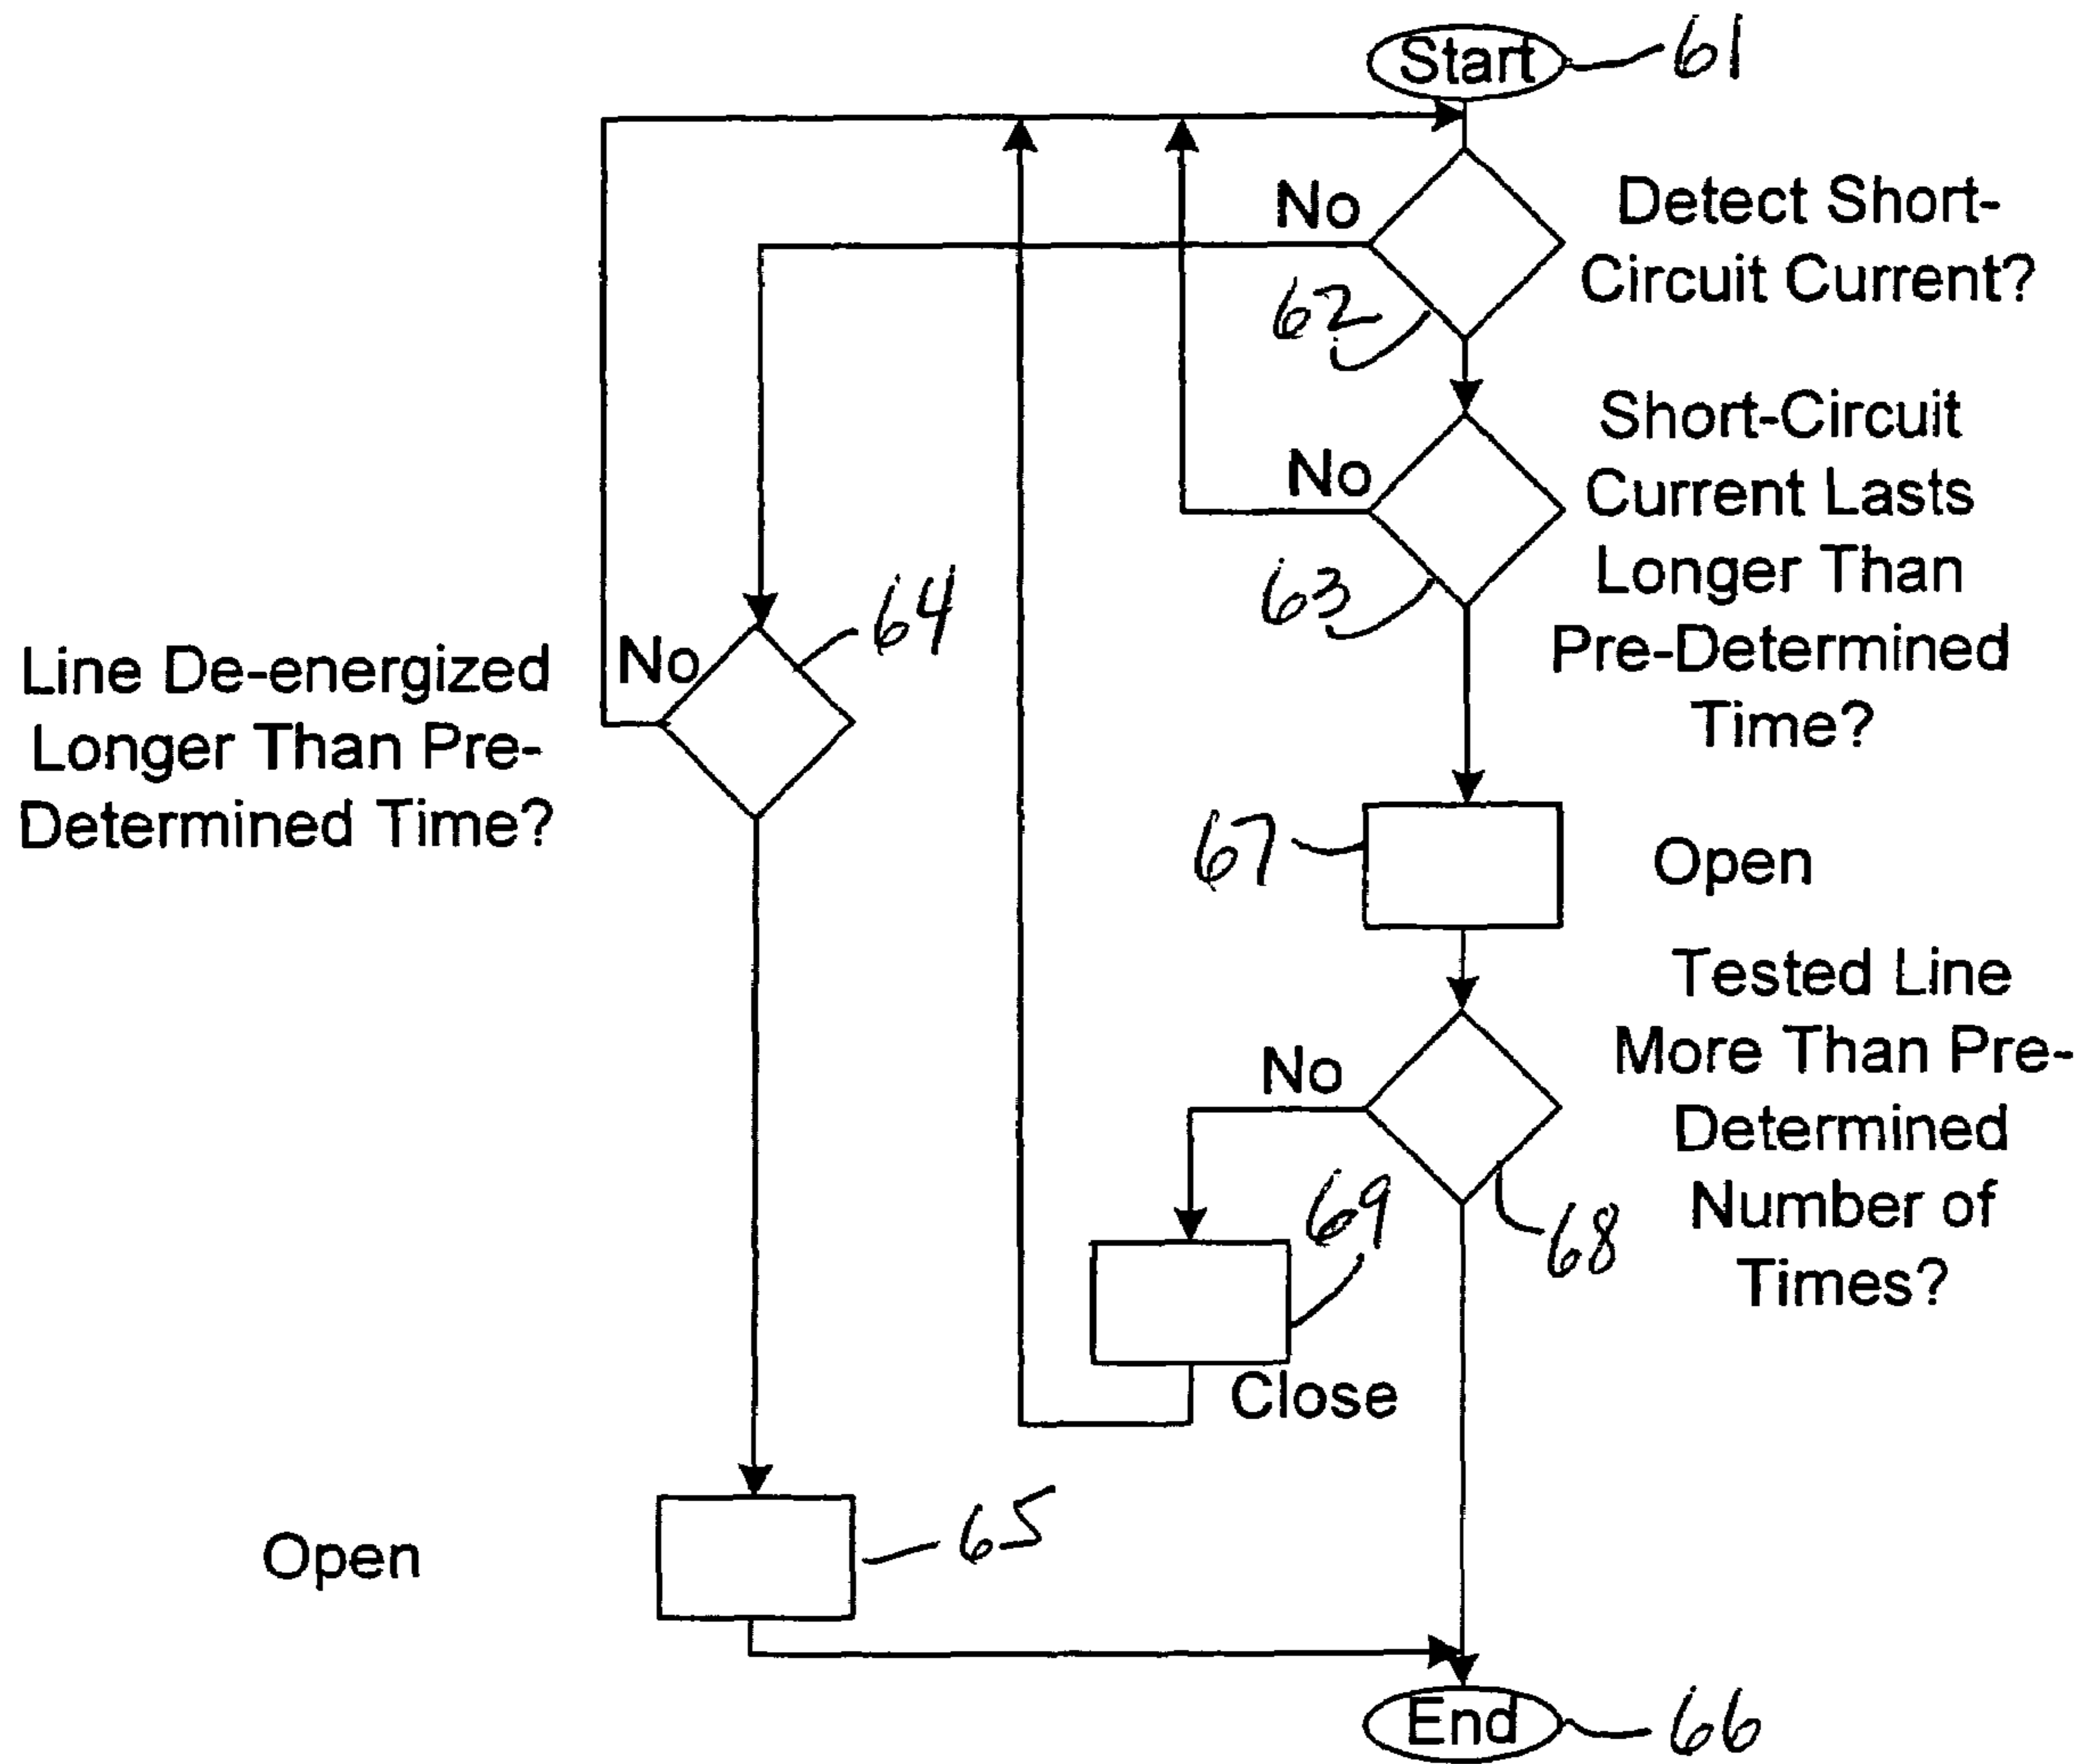 Start
61
No
Detect Short-
Circuit Current?
62
No
Short-Circuit
Current Lasts
Longer Than
Pre-Determined
Time?
63
64
No
Line De-energized
Longer Than Pre-
Determined Time?
67
Open
Tested Line
More Than Pre-
Determined
Number of
Times?
No
68
69
Close
Open
65
End
66